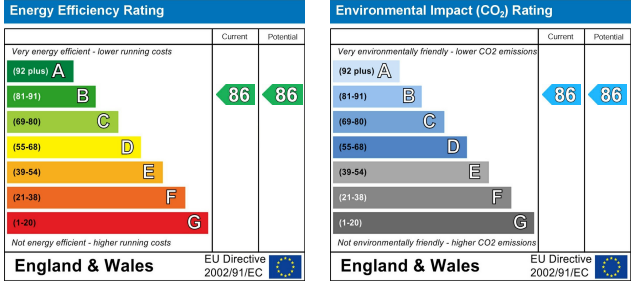 Energy Efficiency Rating
Current Potential
Very energy efficient - lower running costs
(92 plus) A
(81-91) B 86 86
(69-80) C
(55-68) D
(39-54) E
(21-38) F
(1-20) G
Not energy efficient - higher running costs
England & Wales
EU Directive
2002/91/EC
Environmental Impact (CO₂) Rating
Current Potential
Very environmentally friendly - lower CO2 emissions
(92 plus) A
(81-91) B 86 86
(69-80) C
(55-68) D
(39-54) E
(21-38) F
(1-20) G
Not environmentally friendly - higher CO2 emissions
England & Wales
EU Directive
2002/91/EC